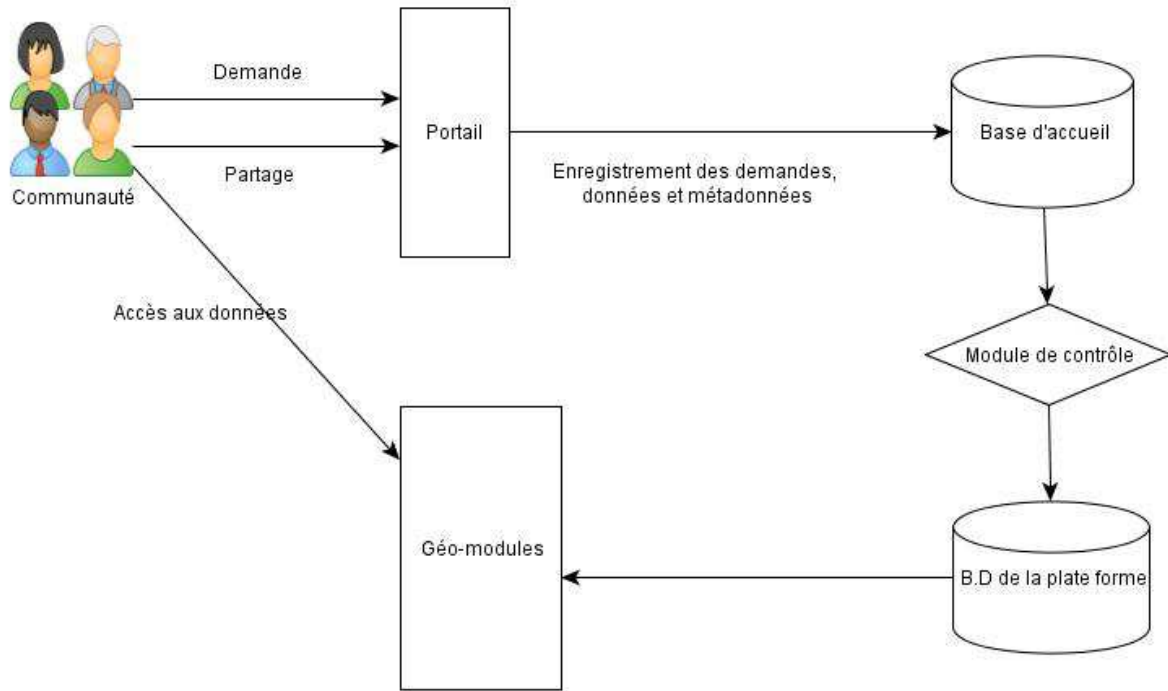 Demande
Portail
Base d'accueil
Partage
Communauté
Enregistrement des demandes,
données et métadonnées
Accès aux données
Module de contrôle
Géo-modules
B.D de la plate forme